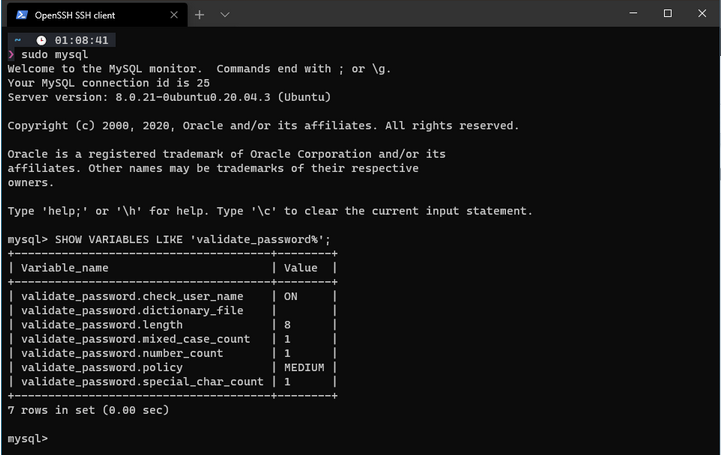 OpenSSH SSH client
~ 01:08:41
❯ sudo mysql
Welcome to the MySQL monitor.  Commands end with ; or \g.
Your MySQL connection id is 25
Server version: 8.0.21-0ubuntu0.20.04.3 (Ubuntu)
Copyright (c) 2000, 2020, Oracle and/or its affiliates. All rights reserved.
Oracle is a registered trademark of Oracle Corporation and/or its
affiliates. Other names may be trademarks of their respective
owners.
Type 'help;' or '\h' for help. Type '\c' to clear the current input statement.
mysql> SHOW VARIABLES LIKE 'validate_password%';
+--------------------------------------+--------+
| Variable_name                        | Value  |
+--------------------------------------+--------+
| validate_password.check_user_name    | ON     |
| validate_password.dictionary_file    |        |
| validate_password.length             | 8      |
| validate_password.mixed_case_count   | 1      |
| validate_password.number_count       | 1      |
| validate_password.policy             | MEDIUM |
| validate_password.special_char_count | 1      |
+--------------------------------------+--------+
7 rows in set (0.00 sec)
mysql>